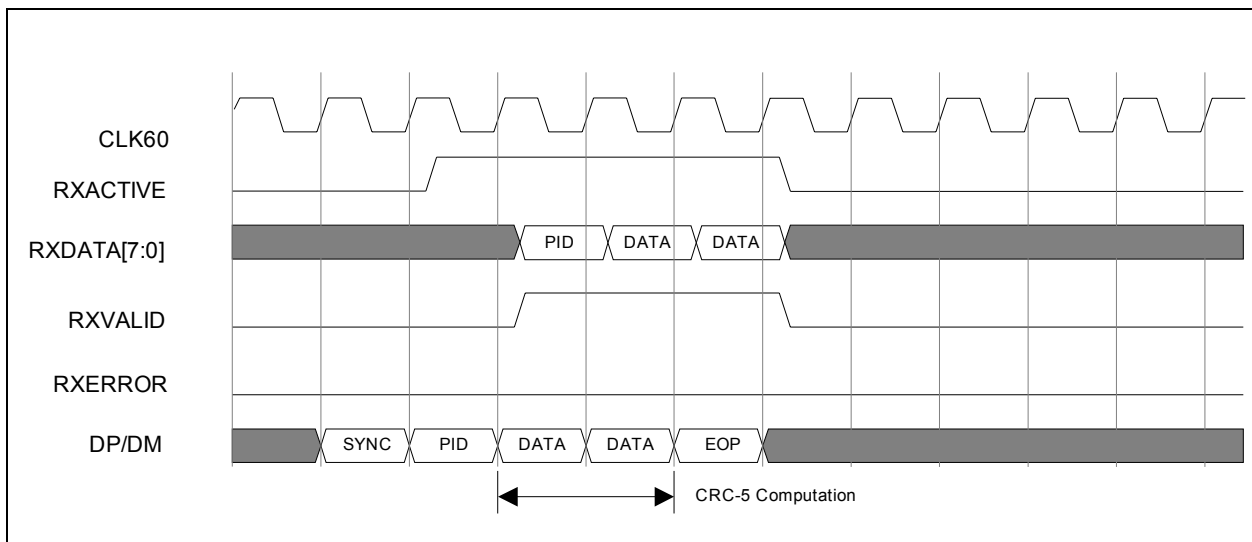 CLK60
RXACTIVE
RXDATA[7:0]
PID DATA DATA
RXVALID
RXERROR
DP/DM
SYNC PID DATA DATA EOP
CRC-5 Computation